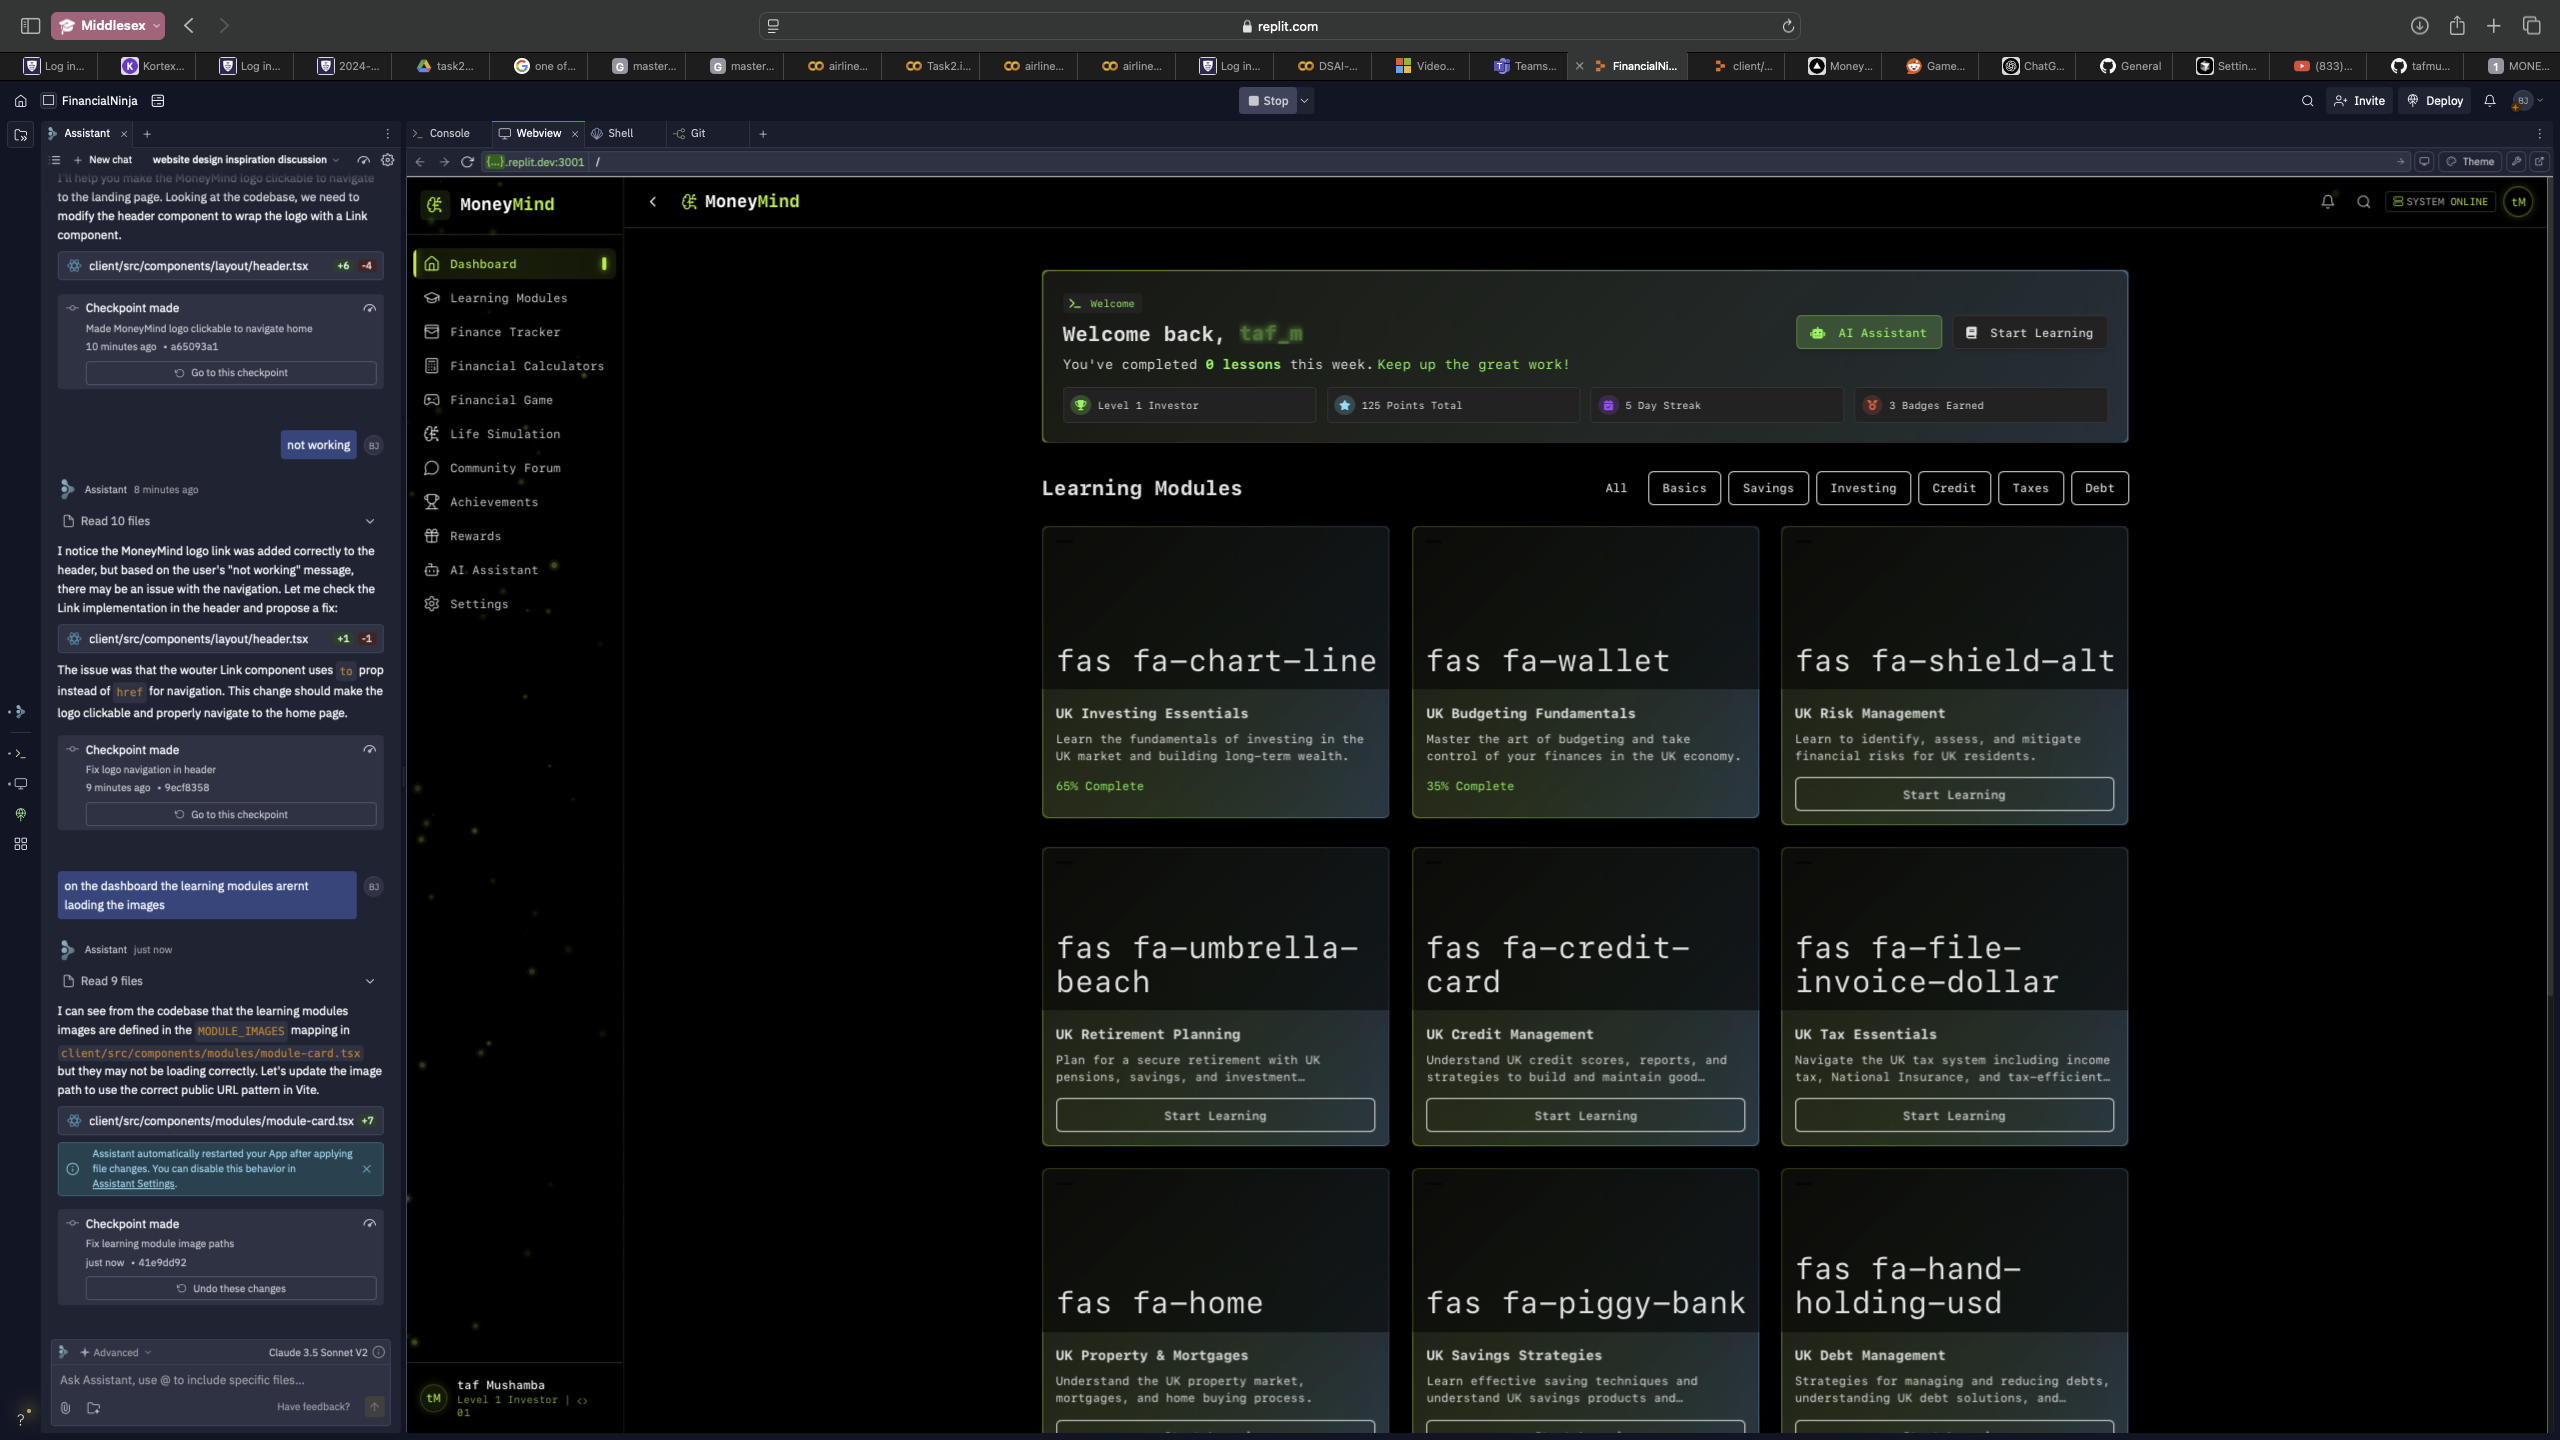 Middlesex
replit.com
Log in...
Kortex...
Log in...
2024-...
task2...
one of...
master...
master...
airline...
Task2.i...
airline...
airline...
Log in...
DSAI-...
Video...
Teams...
FinancialNi...
client/...
Money...
Game...
ChatG...
General
Settin...
(833)...
tafmu...
MONE...
FinancialNinja
Stop
Invite
Deploy
BJ
Assistant
Console
Webview
Shell
Git
New chat
website design inspiration discussion
{...}.replit.dev:3001 /
Theme
I'll help you make the MoneyMind logo clickable to navigate
to the landing page. Looking at the codebase, we need to
modify the header component to wrap the logo with a Link
component.
client/src/components/layout/header.tsx +6 -4
Checkpoint made
Made MoneyMind logo clickable to navigate home
10 minutes ago • a65093a1
Go to this checkpoint
not working
BJ
Assistant 8 minutes ago
Read 10 files
I notice the MoneyMind logo link was added correctly to the
header, but based on the user's "not working" message,
there may be an issue with the navigation. Let me check the
Link implementation in the header and propose a fix:
client/src/components/layout/header.tsx +1 -1
The issue was that the wouter Link component uses to prop
instead of href for navigation. This change should make the
logo clickable and properly navigate to the home page.
Checkpoint made
Fix logo navigation in header
9 minutes ago • 9ecf8358
Go to this checkpoint
on the dashboard the learning modules arernt
laoding the images
BJ
Assistant just now
Read 9 files
I can see from the codebase that the learning modules
images are defined in the MODULE_IMAGES mapping in
client/src/components/modules/module-card.tsx
but they may not be loading correctly. Let's update the image
path to use the correct public URL pattern in Vite.
client/src/components/modules/module-card.tsx +7
Assistant automatically restarted your App after applying
file changes. You can disable this behavior in
Assistant Settings.
Checkpoint made
Fix learning module image paths
just now • 41e9dd92
Undo these changes
Advanced
Claude 3.5 Sonnet V2
Ask Assistant, use @ to include specific files...
Have feedback?
MoneyMind
Dashboard
Learning Modules
Finance Tracker
Financial Calculators
Financial Game
Life Simulation
Community Forum
Achievements
Rewards
AI Assistant
Settings
tM
taf Mushamba
Level 1 Investor | <>
01
MoneyMind
SYSTEM ONLINE
tM
>_ Welcome
Welcome back, taf_m
You've completed 0 lessons this week. Keep up the great work!
AI Assistant
Start Learning
Level 1 Investor
125 Points Total
5 Day Streak
3 Badges Earned
Learning Modules
All
Basics
Savings
Investing
Credit
Taxes
Debt
fas fa-chart-line
UK Investing Essentials
Learn the fundamentals of investing in the
UK market and building long-term wealth.
65% Complete
fas fa-wallet
UK Budgeting Fundamentals
Master the art of budgeting and take
control of your finances in the UK economy.
35% Complete
fas fa-shield-alt
UK Risk Management
Learn to identify, assess, and mitigate
financial risks for UK residents.
Start Learning
fas fa-umbrella-
beach
UK Retirement Planning
Plan for a secure retirement with UK
pensions, savings, and investment…
Start Learning
fas fa-credit-
card
UK Credit Management
Understand UK credit scores, reports, and
strategies to build and maintain good…
Start Learning
fas fa-file-
invoice-dollar
UK Tax Essentials
Navigate the UK tax system including income
tax, National Insurance, and tax-efficient…
Start Learning
fas fa-home
UK Property & Mortgages
Understand the UK property market,
mortgages, and home buying process.
fas fa-piggy-bank
UK Savings Strategies
Learn effective saving techniques and
understand UK savings products and…
fas fa-hand-
holding-usd
UK Debt Management
Strategies for managing and reducing debts,
understanding UK debt solutions, and…